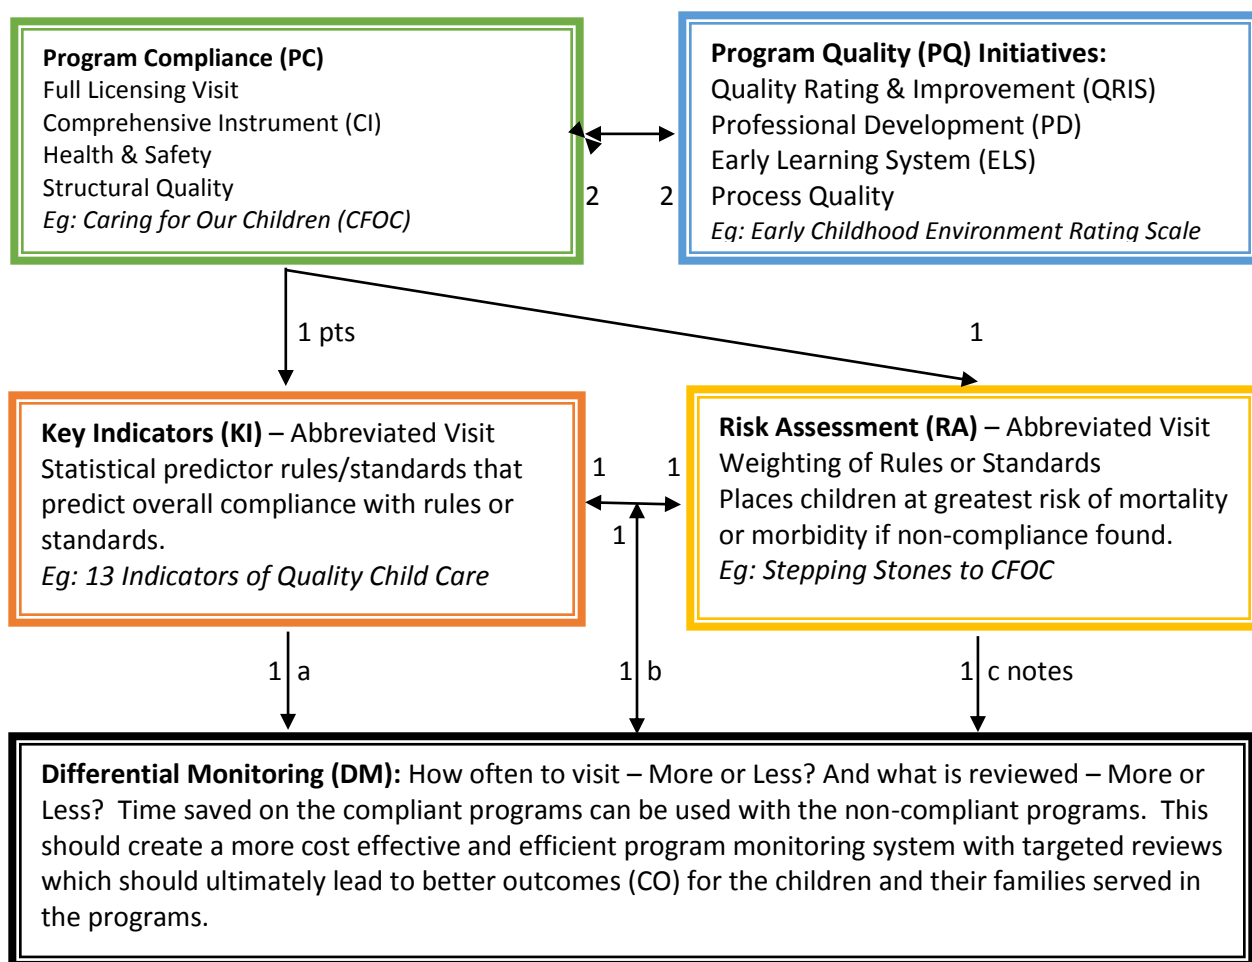 Program Compliance (PC)
Full Licensing Visit
Comprehensive Instrument (CI)
Health & Safety
Structural Quality
Eg: Caring for Our Children (CFOC)
Program Quality (PQ) Initiatives:
Quality Rating & Improvement (QRIS)
Professional Development (PD)
Early Learning System (ELS)
Process Quality
Eg: Early Childhood Environment Rating Scale
2 2
1 pts
1
Key Indicators (KI) – Abbreviated Visit
Statistical predictor rules/standards that
predict overall compliance with rules or
standards.
Eg: 13 Indicators of Quality Child Care
1 1
1
Risk Assessment (RA) – Abbreviated Visit
Weighting of Rules or Standards
Places children at greatest risk of mortality
or morbidity if non-compliance found.
Eg: Stepping Stones to CFOC
1 a
1 b
1 c notes
Differential Monitoring (DM): How often to visit – More or Less? And what is reviewed – More or
Less? Time saved on the compliant programs can be used with the non-compliant programs. This
should create a more cost effective and efficient program monitoring system with targeted reviews
which should ultimately lead to better outcomes (CO) for the children and their families served in
the programs.